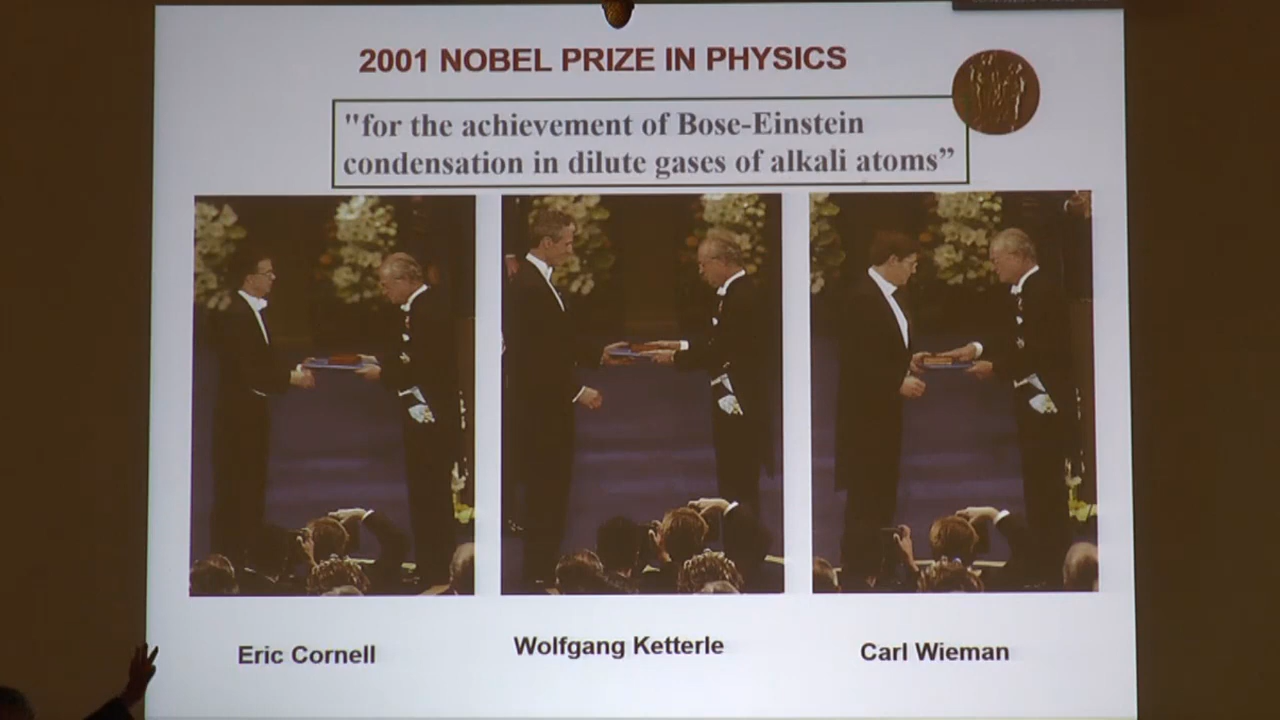 2001 NOBEL PRIZE IN PHYSICS
"for the achievement of Bose-Einstein
condensation in dilute gases of alkali atoms”
Eric Cornell
Wolfgang Ketterle
Carl Wieman